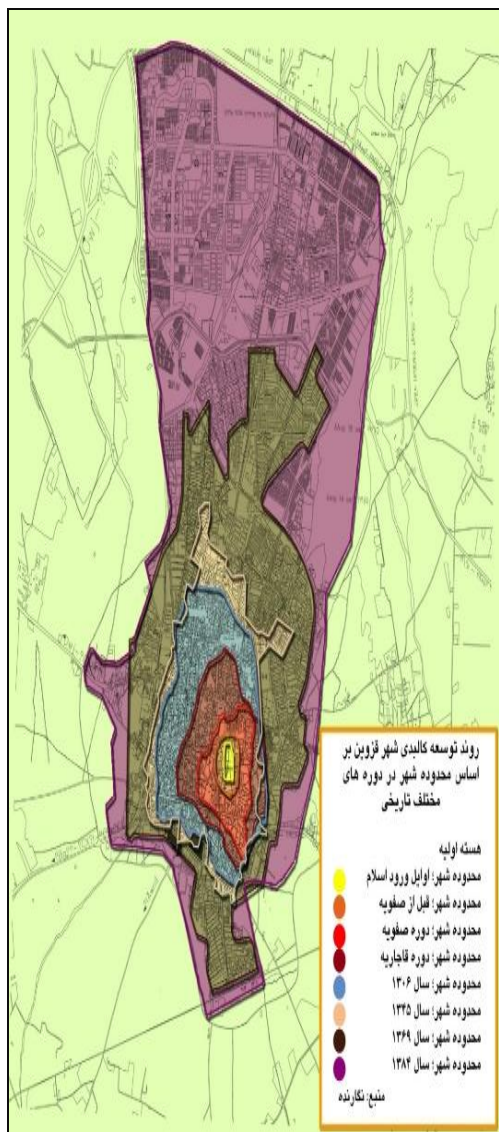 روند توسعه کالبدی شهر قزوین بر
اساس محدوده شهر در دوره های
مختلف تاریخی
هسته اولیه
محدوده شهر؛ اوایل ورود اسلام
محدوده شهر؛ قبل از صفویه
محدوده شهر؛ دوره صفویه
محدوده شهر؛ دوره قاجاریه
محدوده شهر؛ سال ۱۳۰۶
محدوده شهر؛ سال ۱۳۴۵
محدوده شهر؛ سال ۱۳۶۹
محدوده شهر؛ سال ۱۳۸۴
منبع: نگارنده